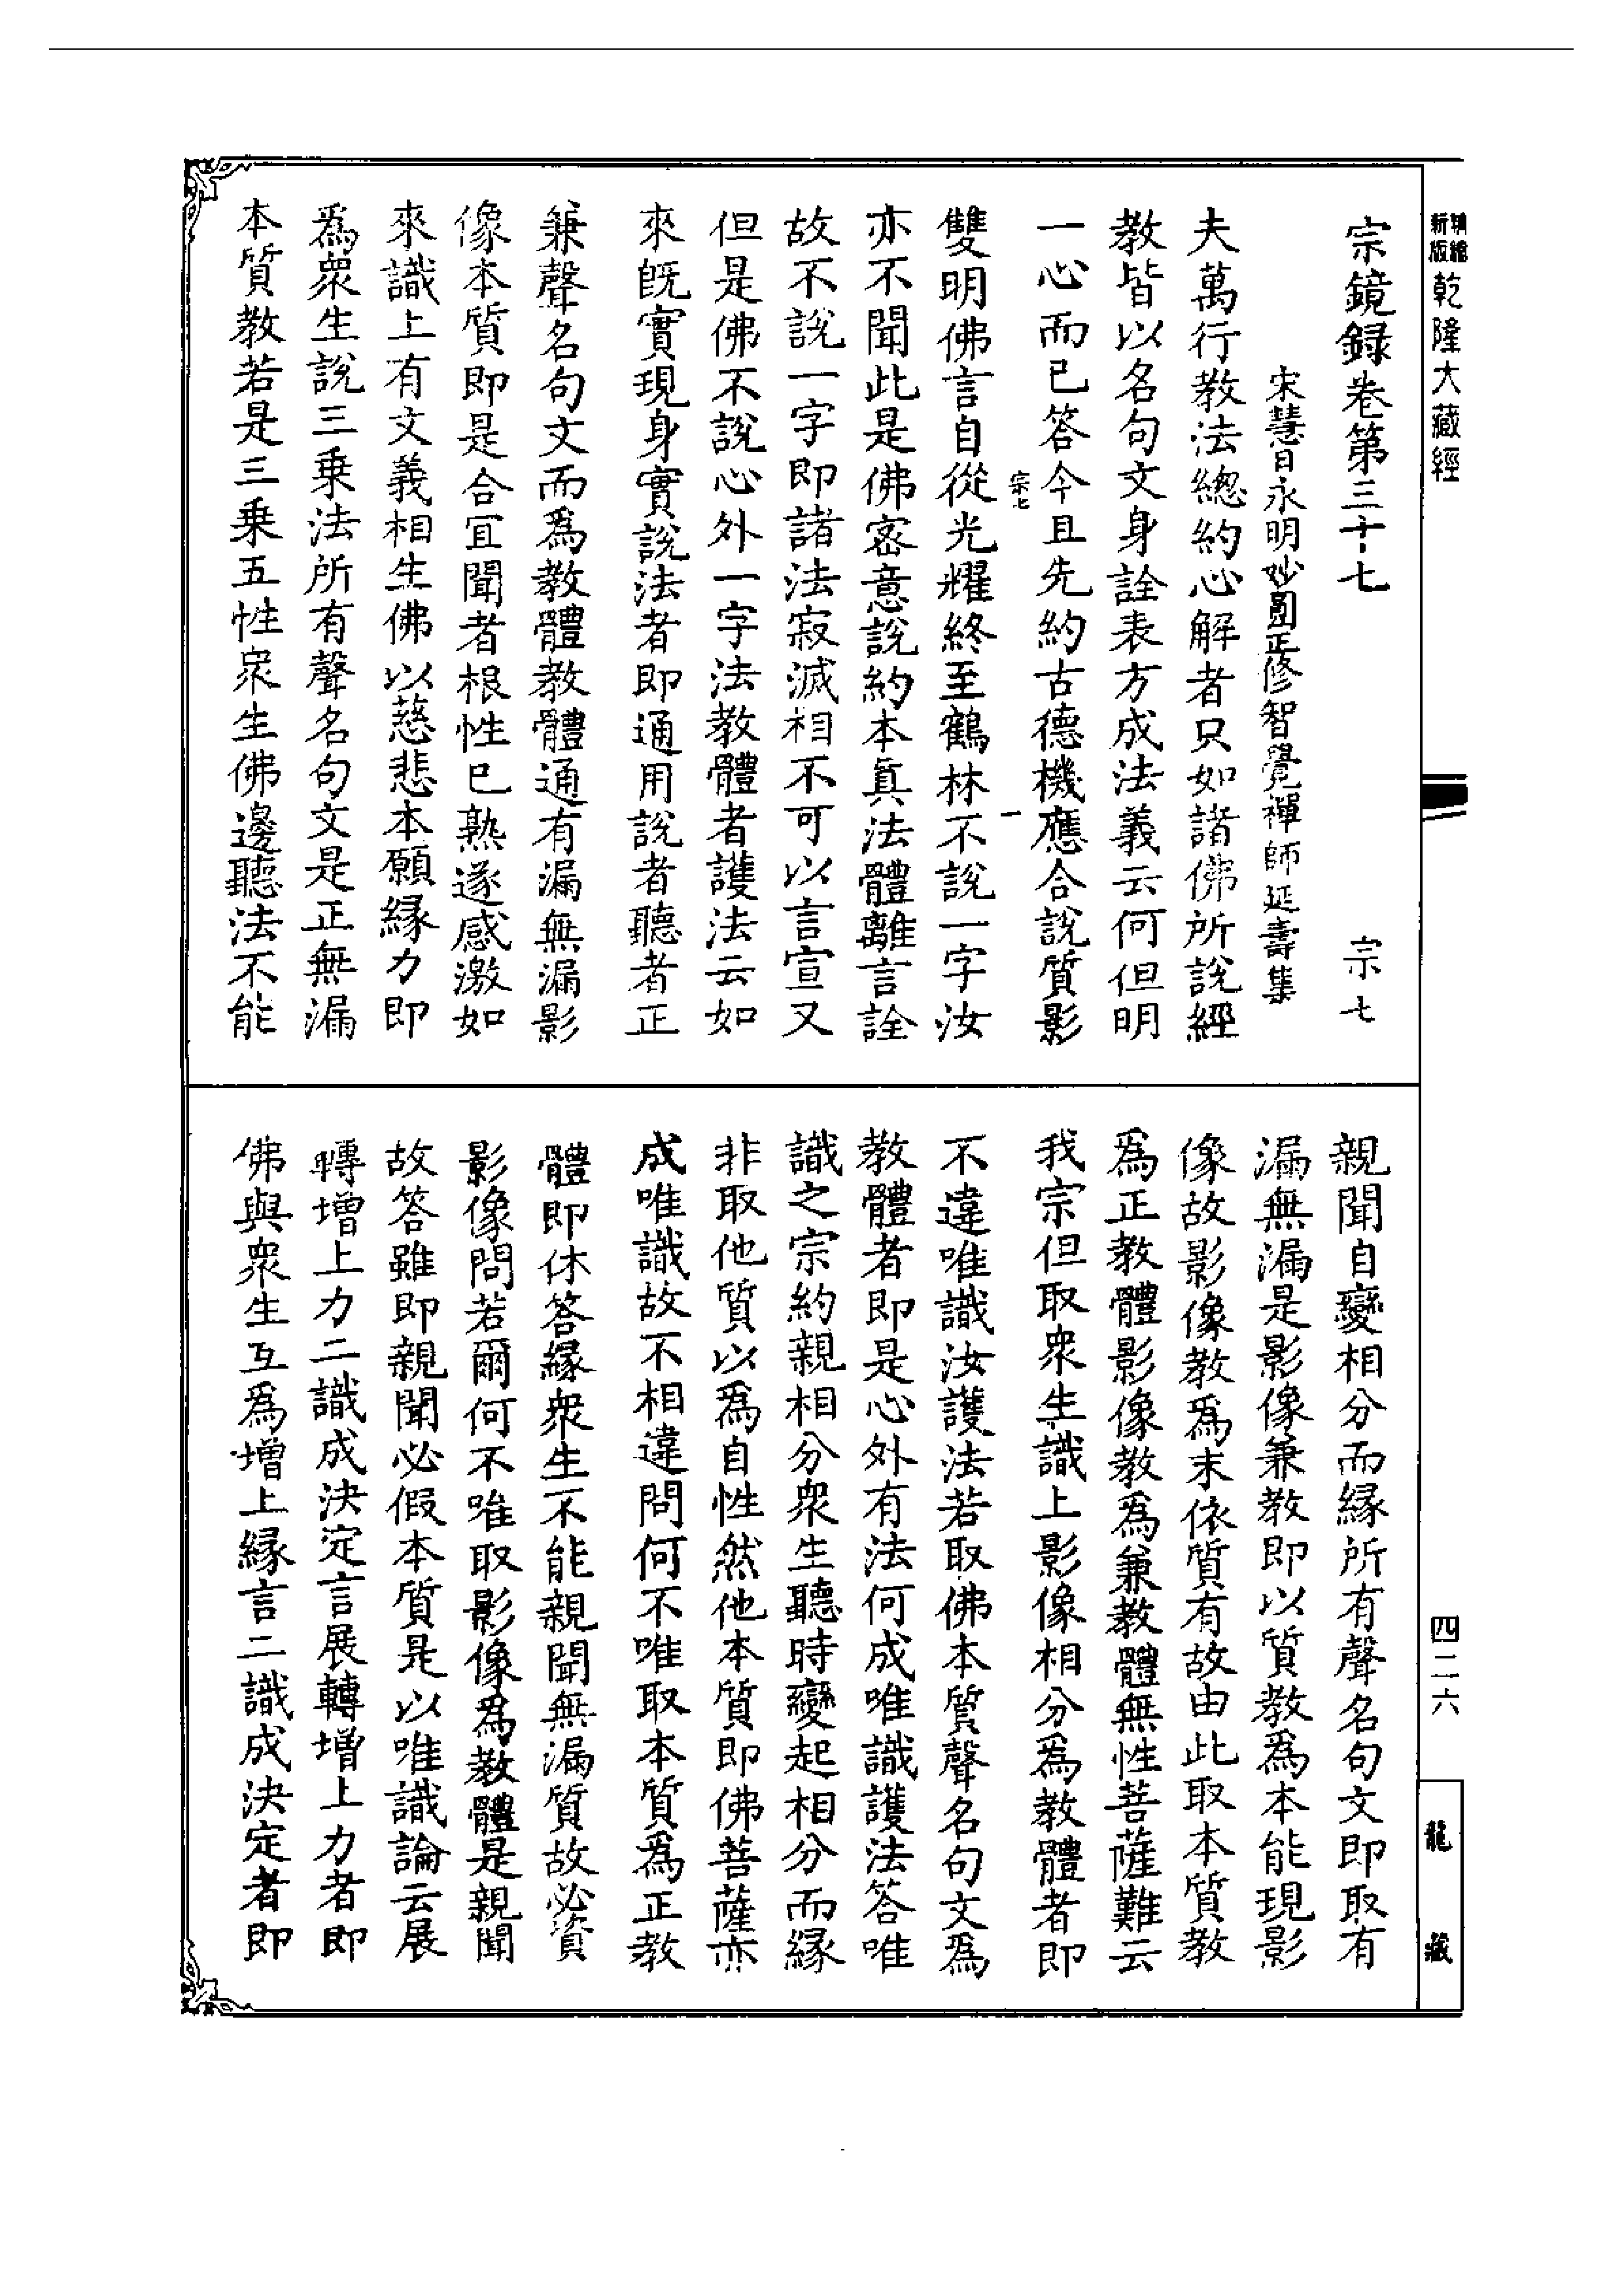 精縮新版乾隆大藏經
宗鏡録卷第三十七 宗七
宋慧日永明妙圓正修智覺禪師延壽集
夫萬行教法總約心解者只如諸佛所說經
教皆以名句文身詮表方成法義云何但明
一心而已答今且先約古德機應合說質影
宗七 一
雙明佛言自從光耀終至鶴林不說一字汝
亦不聞此是佛密意說約本真法體離言詮
故不說一字即諸法寂滅相不可以言宣又
但是佛不說心外一字法教體者護法云如
來既實現身實說法者即通用說者聽者正
兼聲名句文而爲教體教體通有漏無漏影
像本質即是合宜聞者根性已熟遂感激如
來識上有文義相生佛以慈悲本願緣力即
爲衆生說三乗法所有聲名句文是正無漏
本質教若是三乗五性衆生佛邊聽法不能
親聞自變相分而緣所有聲名句文即取有
漏無漏是影像兼教即以質教爲本能現影
像故影像教爲末依質有故由此取本質教
爲正教體影像教爲兼教體無性菩薩難云
我宗但取衆生識上影像相分爲教體者即
不違唯識汝護法若取佛本質聲名句文爲
教體者即是心外有法何成唯識護法答唯
識之宗約親相分衆生聽時變起相分而緣
非取他質以爲自性然他本質即佛菩薩亦
成唯識故不相違問何不唯取本質爲正教
體即休答緣衆生不能親聞無漏質故必資
影像問若爾何不唯取影像爲教體是親聞
故答雖即親聞必假本質是以唯識論云展
轉增上力二識成決定言展轉增上力者即
佛與衆生互爲增上緣言二識成決定者即
四二六
龍藏